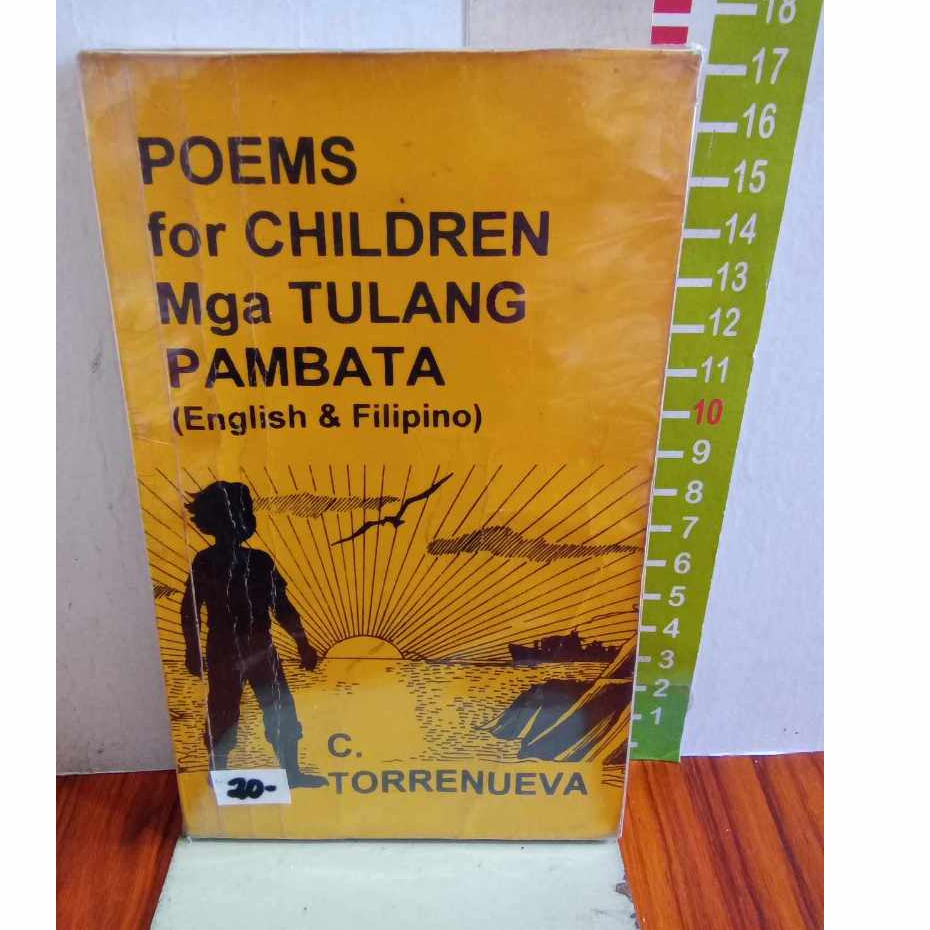 POEMS
for CHILDREN
Mga TULANG
PAMBATA
(English & Filipino)
C.
TORRENUEVA
20-
18
17
16
15
14
13
12
11
10
9
8
7
6
5
4
3
2
1